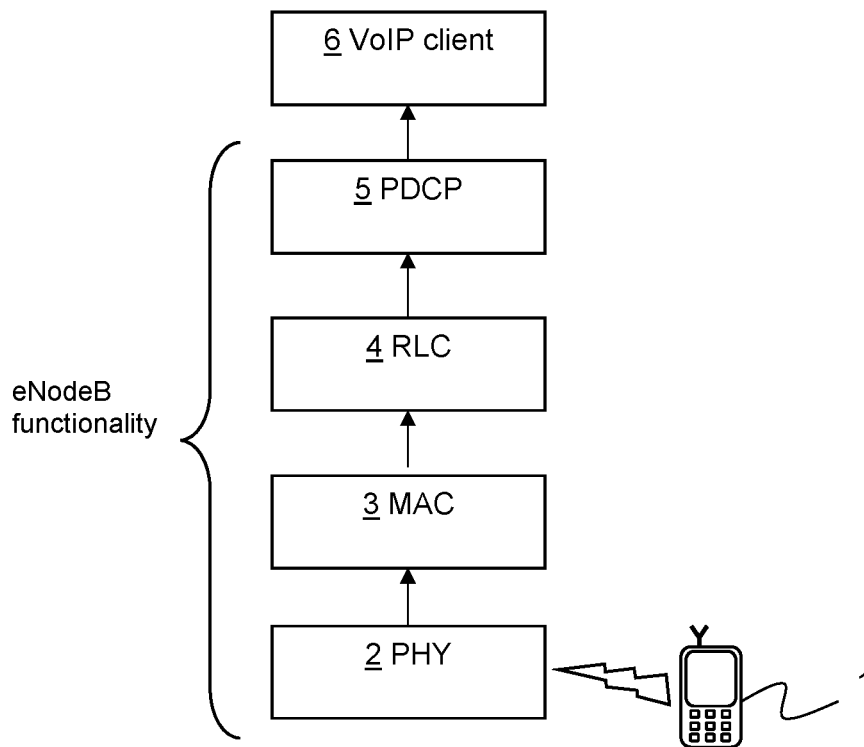 6 VoIP client
5 PDCP
4 RLC
eNodeB
functionality
3 MAC
2 PHY